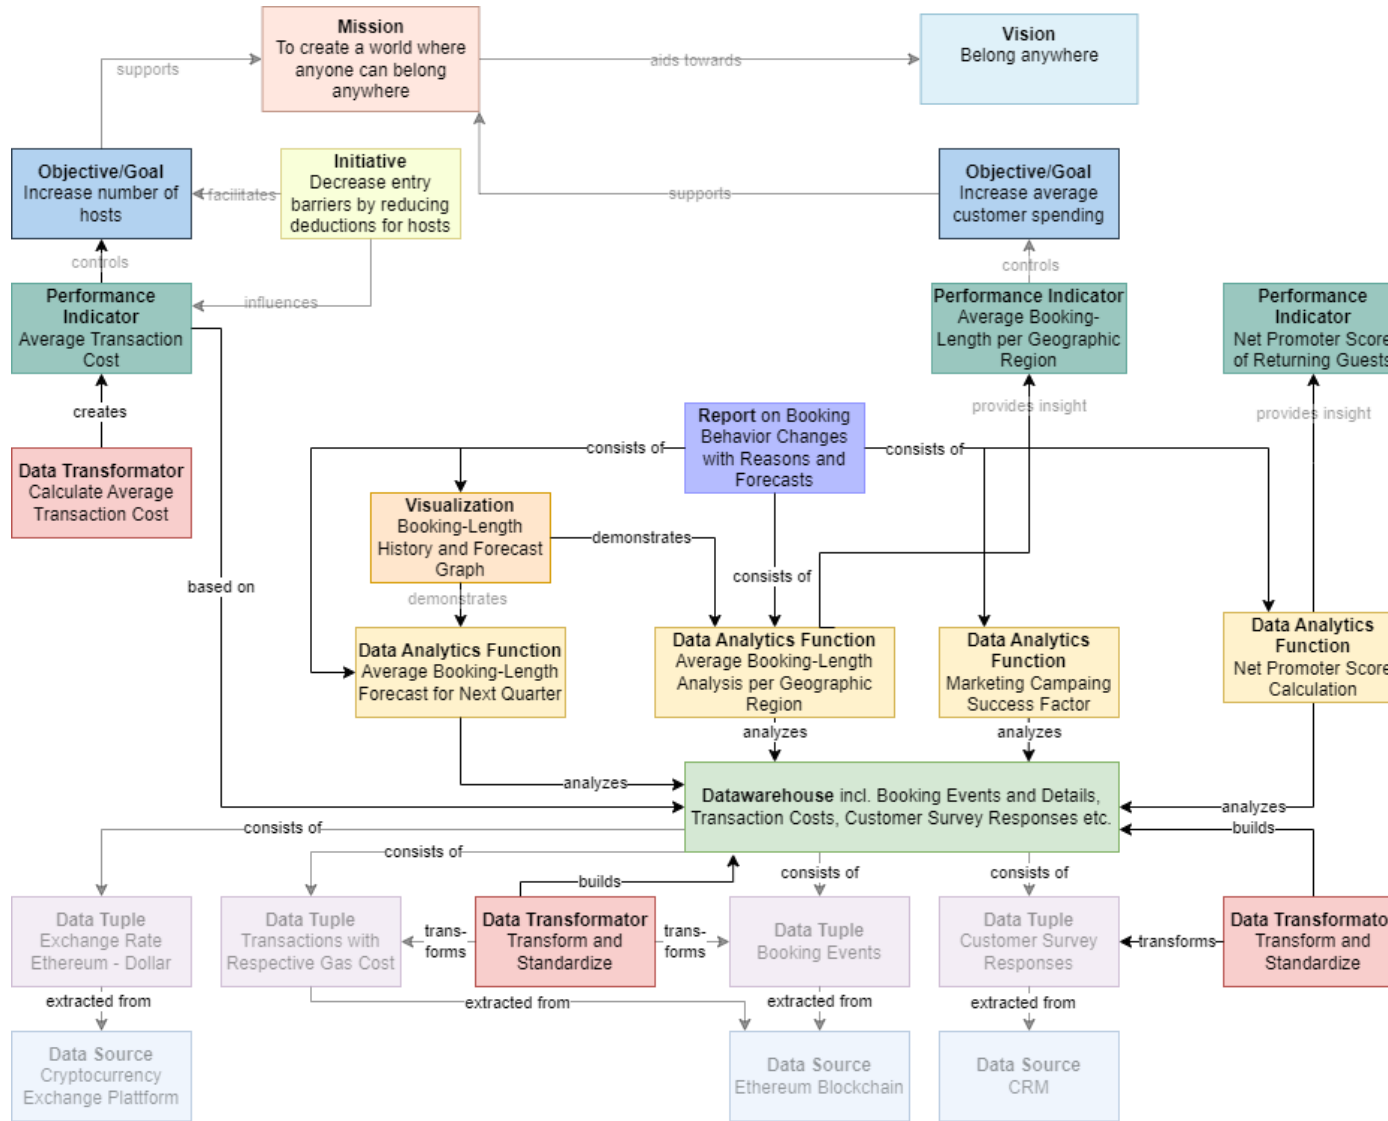 Mission
To create a world where
anyone can belong
anywhere
aids towards
Vision
Belong anywhere
supports
Objective/Goal
Increase number of
hosts
facilitates
Initiative
Decrease entry
barriers by reducing
deductions for hosts
supports
Objective/Goal
Increase average
customer spending
controls
influences
controls
Performance
Indicator
Average Transaction
Cost
Performance Indicator
Average Booking-
Length per Geographic
Region
Performance
Indicator
Net Promoter Score
of Returning Guests
creates
provides insight
provides insight
Data Transformator
Calculate Average
Transaction Cost
consists of
Report on Booking
Behavior Changes
with Reasons and
Forecasts
consists of
Visualization
Booking-Length
History and Forecast
Graph
demonstrates
consists of
based on
demonstrates
Data Analytics Function
Average Booking-Length
Forecast for Next Quarter
Data Analytics Function
Average Booking-Length
Analysis per Geographic
Region
Data Analytics
Function
Marketing Campaing
Success Factor
Data Analytics
Function
Net Promoter Score
Calculation
analyzes
analyzes
analyzes
analyzes
Datawarehouse incl. Booking Events and Details,
Transaction Costs, Customer Survey Responses etc.
builds
consists of
consists of
builds
consists of
consists of
Data Tuple
Exchange Rate
Ethereum - Dollar
Data Tuple
Transactions with
Respective Gas Cost
trans-
forms
Data Transformator
Transform and
Standardize
trans-
forms
Data Tuple
Booking Events
Data Tuple
Customer Survey
Responses
transforms
Data Transformato
Transform and
Standardize
extracted from
extracted from
extracted from
extracted from
Data Source
Cryptocurrency
Exchange Plattform
Data Source
Ethereum Blockchain
Data Source
CRM